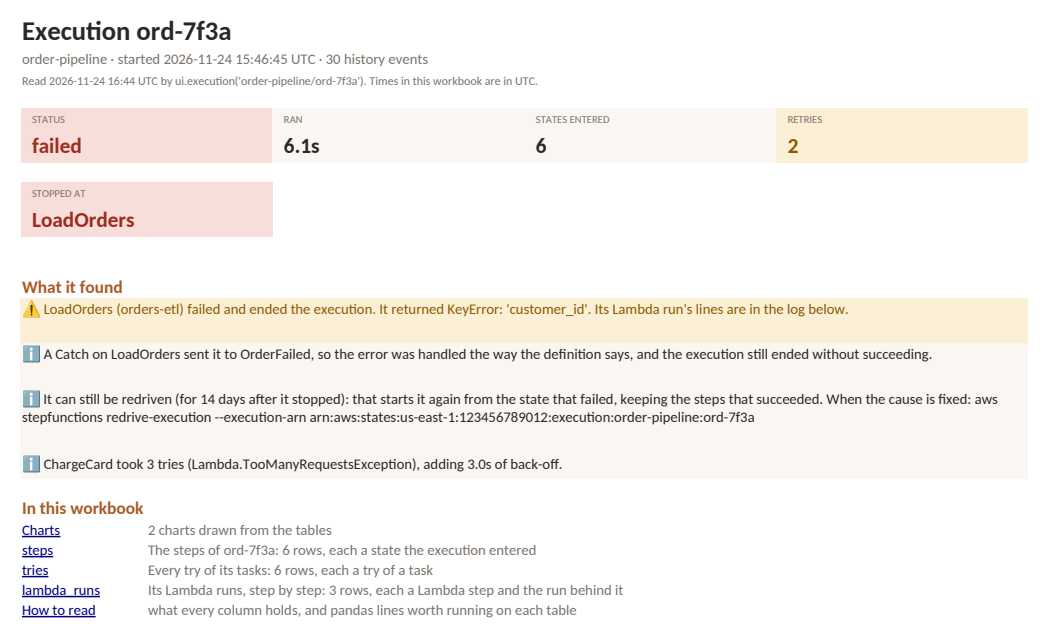 Execution ord-7f3a
order-pipeline · started 2026-11-24 15:46:45 UTC · 30 history events
Read 2026-11-24 16:44 UTC by ui.execution('order-pipeline/ord-7f3a'). Times in this workbook are in UTC.
STATUS RAN STATES ENTERED RETRIES
failed 6.1s 6 2
STOPPED AT
LoadOrders
What it found
⚠️ LoadOrders (orders-etl) failed and ended the execution. It returned KeyError: 'customer_id'. Its Lambda run's lines are in the log below.
ℹ️ A Catch on LoadOrders sent it to OrderFailed, so the error was handled the way the definition says, and the execution still ended without succeeding.
ℹ️ It can still be redriven (for 14 days after it stopped): that starts it again from the state that failed, keeping the steps that succeeded. When the cause is fixed: aws
stepfunctions redrive-execution --execution-arn arn:aws:states:us-east-1:123456789012:execution:order-pipeline:ord-7f3a
ℹ️ ChargeCard took 3 tries (Lambda.TooManyRequestsException), adding 3.0s of back-off.
In this workbook
Charts 2 charts drawn from the tables
steps The steps of ord-7f3a: 6 rows, each a state the execution entered
tries Every try of its tasks: 6 rows, each a try of a task
lambda_runs Its Lambda runs, step by step: 3 rows, each a Lambda step and the run behind it
How to read what every column holds, and pandas lines worth running on each table